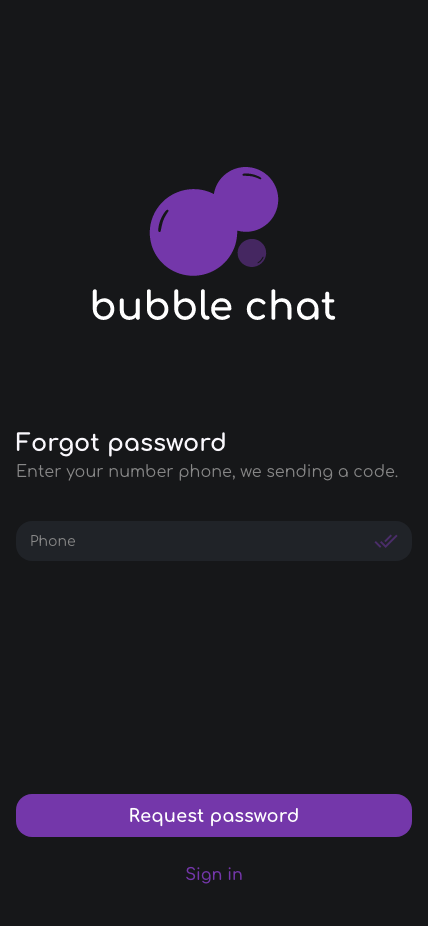 bubble chat
Forgot password
Enter your number phone, we sending a code.
Phone
Request password
Sign in